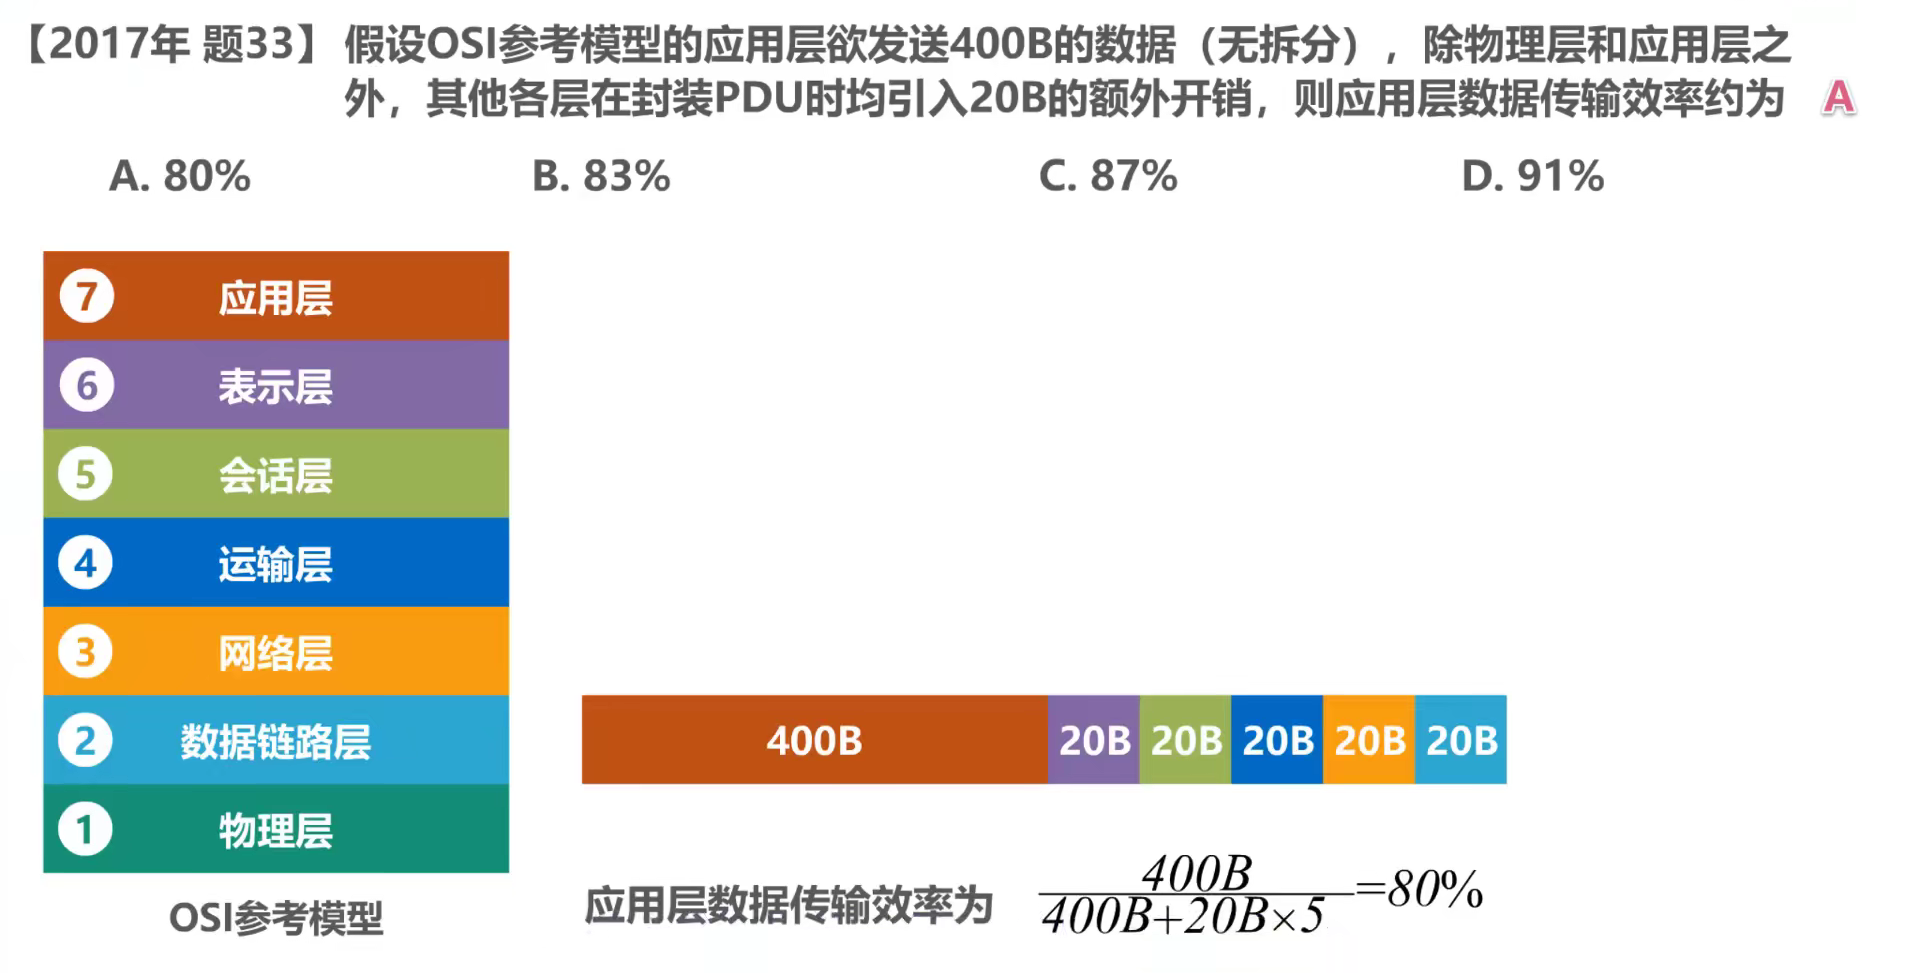 【2017年 题33】 假设OSI参考模型的应用层欲发送400B的数据（无拆分），除物理层和应用层之
外，其他各层在封装PDU时均引入20B的额外开销，则应用层数据传输效率约为 A
A. 80% B. 83% C. 87% D. 91%
7 应用层
6 表示层
5 会话层
4 运输层
3 网络层
2 数据链路层
400B 20B 20B 20B 20B 20B
1 物理层
OSI参考模型
应用层数据传输效率为
400B
400B+20B×5
=80%